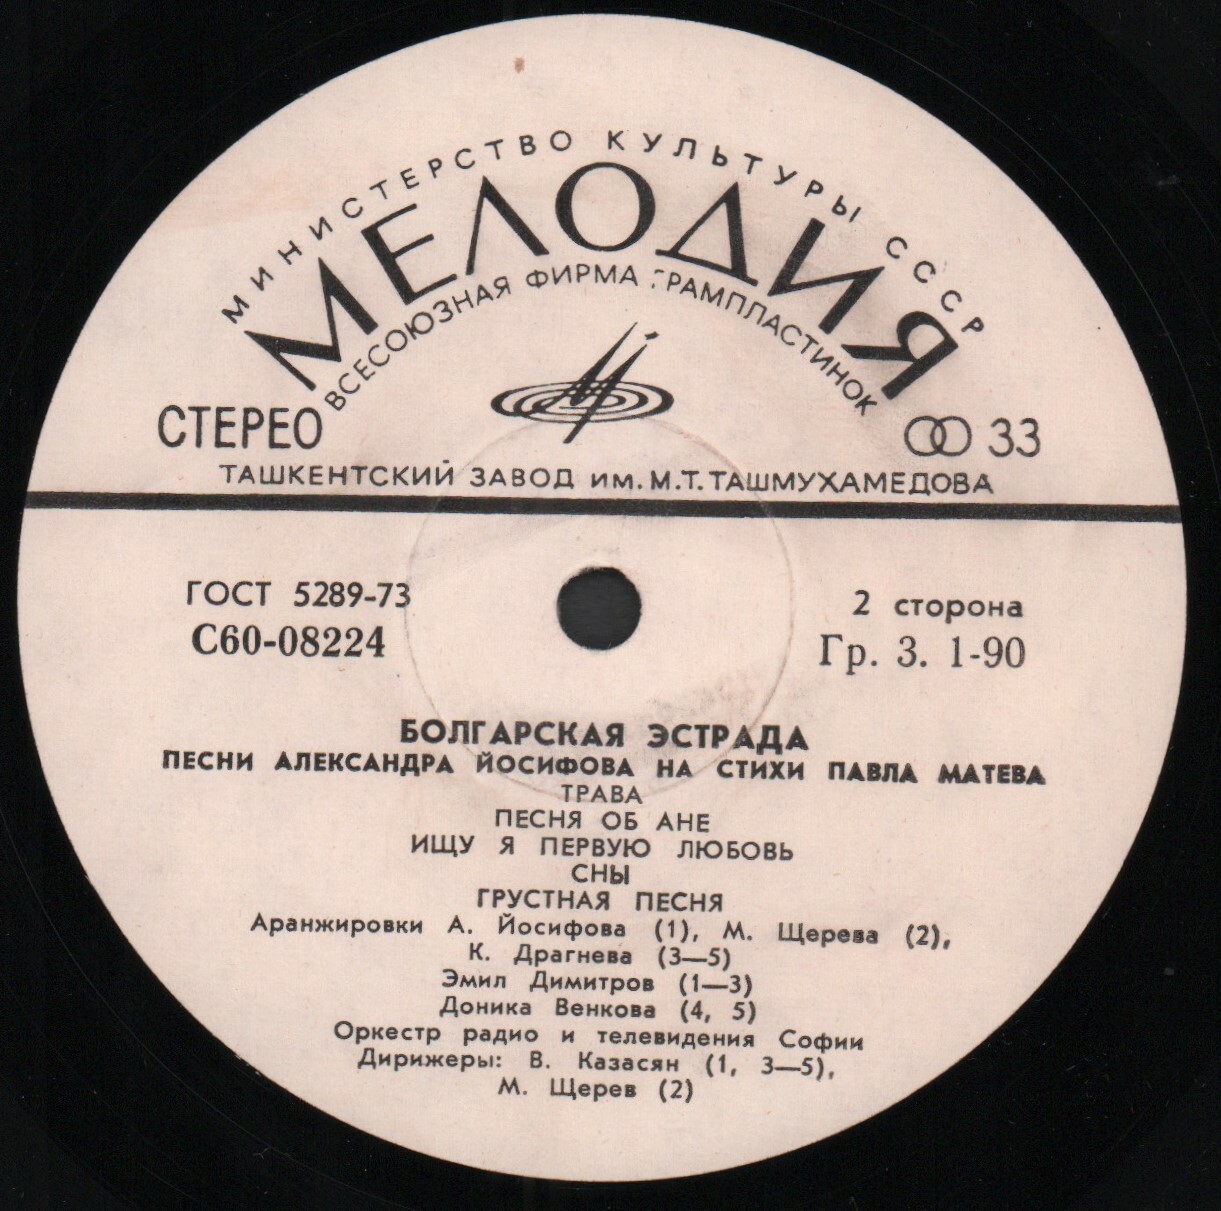 МИНИСТЕРСТВО КУЛЬТУРЫ СССР
МЕЛОДИЯ
ВСЕСОЮЗНАЯ ФИРМА ГРАМПЛАСТИНОК
СТЕРЕО
33
ТАШКЕНТСКИЙ ЗАВОД им. М.Т. ТАШМУХАМЕДОВА
ГОСТ 5289-73
2 сторона
С60-08224
Гр. 3. 1-90
БОЛГАРСКАЯ ЭСТРАДА
ПЕСНИ АЛЕКСАНДРА ЙОСИФОВА НА СТИХИ ПАВЛА МАТЕВА
ТРАВА
ПЕСНЯ ОБ АНЕ
ИЩУ Я ПЕРВУЮ ЛЮБОВЬ
СНЫ
ГРУСТНАЯ ПЕСНЯ
Аранжировки А. Йосифова (1), М. Щерева (2),
К. Драгнева (3—5)
Эмил Димитров (1—3)
Доника Венкова (4, 5)
Оркестр радио и телевидения Софии
Дирижеры: В. Казасян (1, 3—5),
М. Щерев (2)